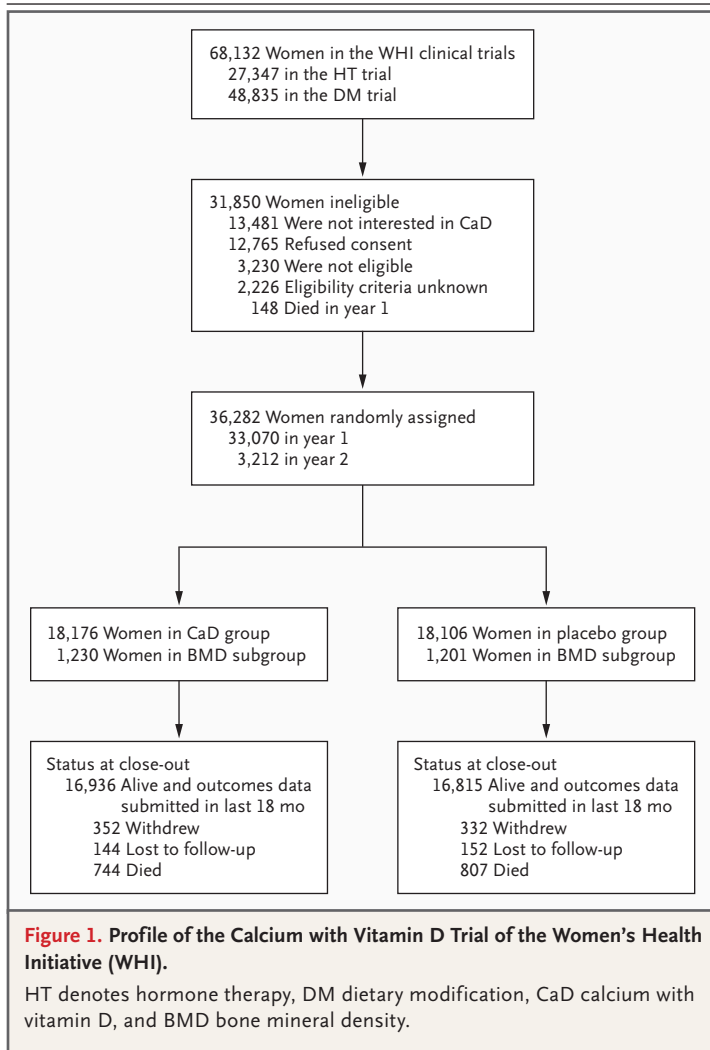 68,132 Women in the WHI clinical trials
27,347 in the HT trial
48,835 in the DM trial
31,850 Women ineligible
13,481 Were not interested in CaD
12,765 Refused consent
3,230 Were not eligible
2,226 Eligibility criteria unknown
148 Died in year 1
36,282 Women randomly assigned
33,070 in year 1
3,212 in year 2
18,176 Women in CaD group
1,230 Women in BMD subgroup
18,106 Women in placebo group
1,201 Women in BMD subgroup
Status at close-out
16,936 Alive and outcomes data
submitted in last 18 mo
352 Withdrew
144 Lost to follow-up
744 Died
Status at close-out
16,815 Alive and outcomes data
submitted in last 18 mo
332 Withdrew
152 Lost to follow-up
807 Died
Figure 1. Profile of the Calcium with Vitamin D Trial of the Women's Health
Initiative (WHI).
HT denotes hormone therapy, DM dietary modification, CaD calcium with
vitamin D, and BMD bone mineral density.